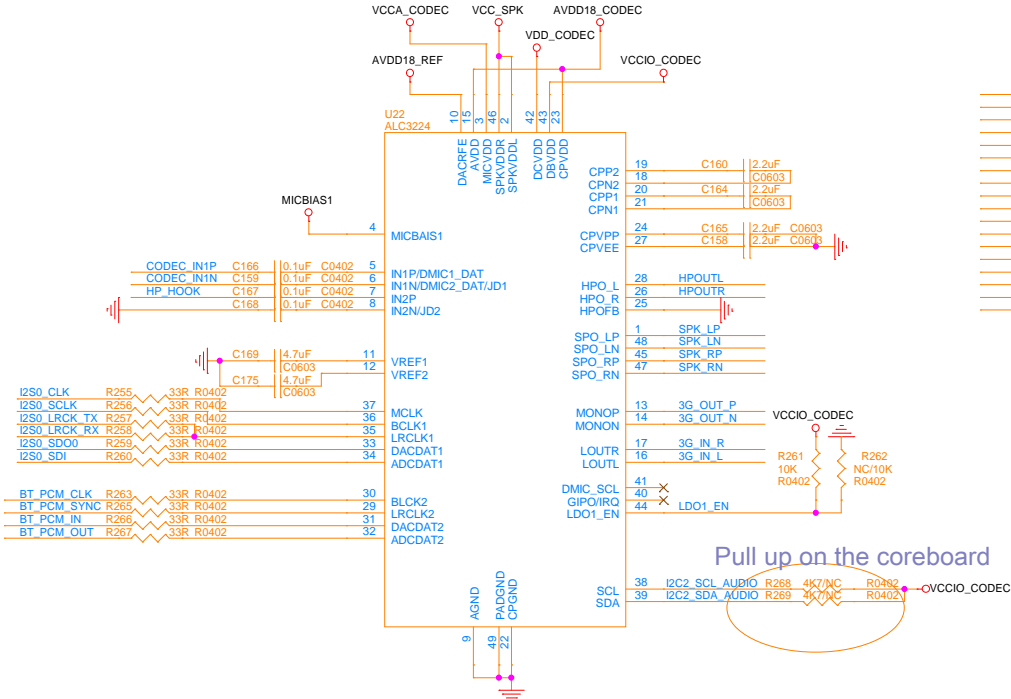 VCCA_CODEC VCC_SPK AVDD18_CODEC
VDD_CODEC
AVDD18_REF VCCIO_CODEC
U22
ALC3224
10 15 3 46 2 42 43 23
DACRFE AVDD MICVDD SPKVDDR SPKVDDL DCVDD DBVDD CPVDD
CPP2 19 C160 2.2uF
CPN2 18 C0603
CPP1 20 C164 2.2uF
CPN1 21 C0603
MICBIAS1
4 MICBAIS1
CPVPP 24 C165 2.2uF C0603
CPVEE 27 C158 2.2uF C0603
CODEC_IN1P C166 0.1uF C0402 5 IN1P/DMIC1_DAT
CODEC_IN1N C159 0.1uF C0402 6 IN1N/DMIC2_DAT/JD1
HP_HOOK C167 0.1uF C0402 7 IN2P
C168 0.1uF C0402 8 IN2N/JD2
HPO_L 28 HPOUTL
HPO_R 26 HPOUTR
HPOFB 25
SPO_LP 1 SPK_LP
SPO_LN 48 SPK_LN
SPO_RP 45 SPK_RP
SPO_RN 47 SPK_RN
C169 4.7uF C0603 11 VREF1
C175 4.7uF C0603 12 VREF2
I2S0_CLK R255 33R R0402 37 MCLK
I2S0_SCLK R256 33R R0402 36 BCLK1
I2S0_LRCK_TX R257 33R R0402 35 LRCLK1
I2S0_LRCK_RX R258 33R R0402
I2S0_SDO0 R259 33R R0402 33 DACDAT1
I2S0_SDI R260 33R R0402 34 ADCDAT1
MONOP 13 3G_OUT_P
MONON 14 3G_OUT_N
LOUTR 17 3G_IN_R
LOUTL 16 3G_IN_L
VCCIO_CODEC
R261 R262
10K NC/10K
R0402 R0402
DMIC_SCL 41
GIPO/IRQ 40
LDO1_EN 44 LDO1_EN
BT_PCM_CLK R263 33R R0402 30 BLCK2
BT_PCM_SYNC R265 33R R0402 29 LRCLK2
BT_PCM_IN R266 33R R0402 31 DACDAT2
BT_PCM_OUT R267 33R R0402 32 ADCDAT2
Pull up on the coreboard
SCL 38 I2C2_SCL_AUDIO R268 4K7/NC R0402 VCCIO_CODEC
SDA 39 I2C2_SDA_AUDIO R269 4K7/NC R0402
AGND PADGND CPGND
9 49 22